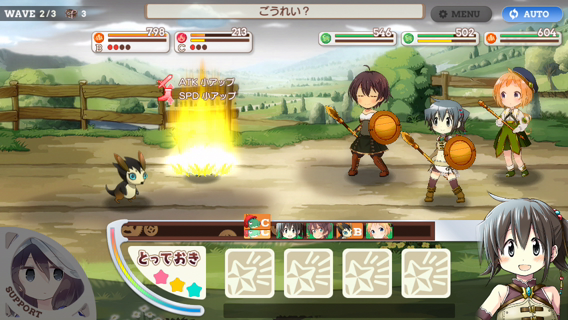 WAVE 2/3 3
ごうれい？
MENU
AUTO
798
213
546
502
604
B
C
ATK 小アップ
SPD 小アップ
C
B
とっておき
SUPPORT